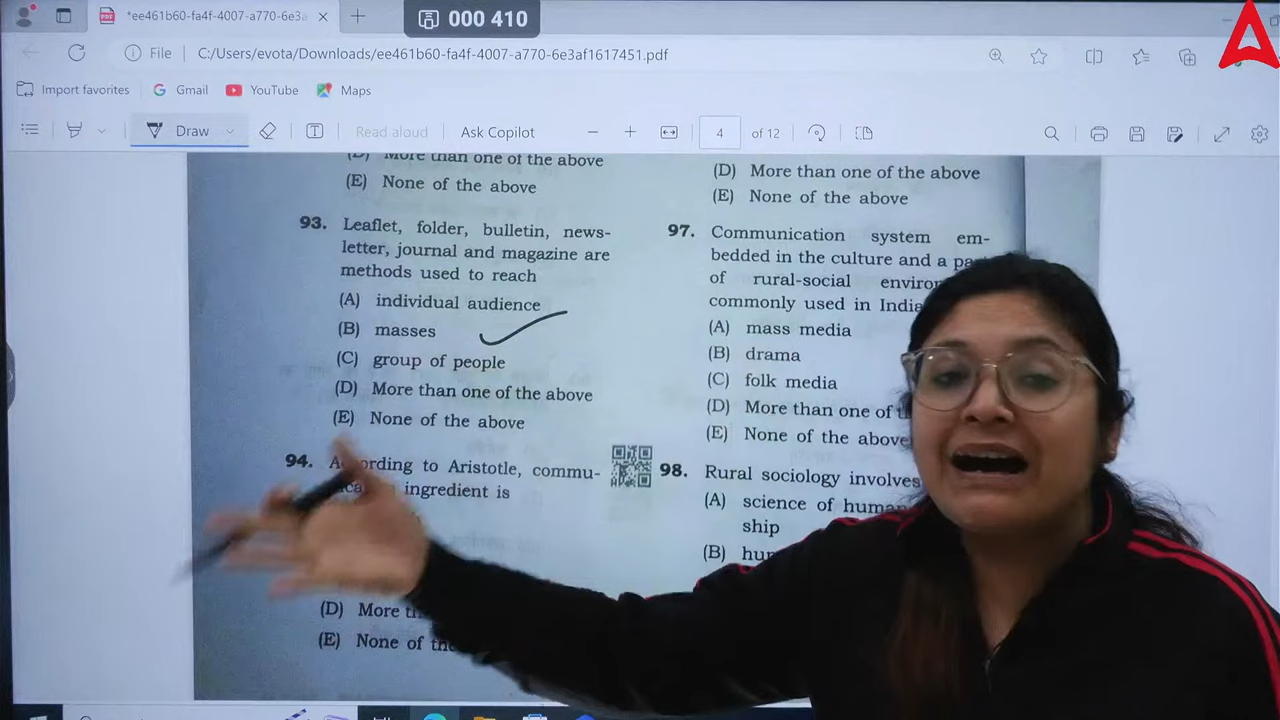 *ee461b60-fa4f-4007-a770-6e3a
000 410
File
C:/Users/evota/Downloads/ee461b60-fa4f-4007-a770-6e3af1617451.pdf
Import favorites
Gmail
YouTube
Maps
Draw
Read aloud
Ask Copilot
4
of 12
(D) More than one of the above
(E) None of the above
93. Leaflet, folder, bulletin, news-
letter, journal and magazine are
methods used to reach
(A) individual audience
(B) masses
(C) group of people
(D) More than one of the above
(E) None of the above
94. According to Aristotle, commu-
ingredient is
(D) More
(E) None of the
(D) More than one of the above
(E) None of the above
97. Communication system em-
bedded in the culture and a
of rural-social
commonly used in India
(A) mass media
(B) drama
(C) folk media
(D) More than one of
(E) None of the above
98. Rural sociology involves
(A) science of
ship
(B)